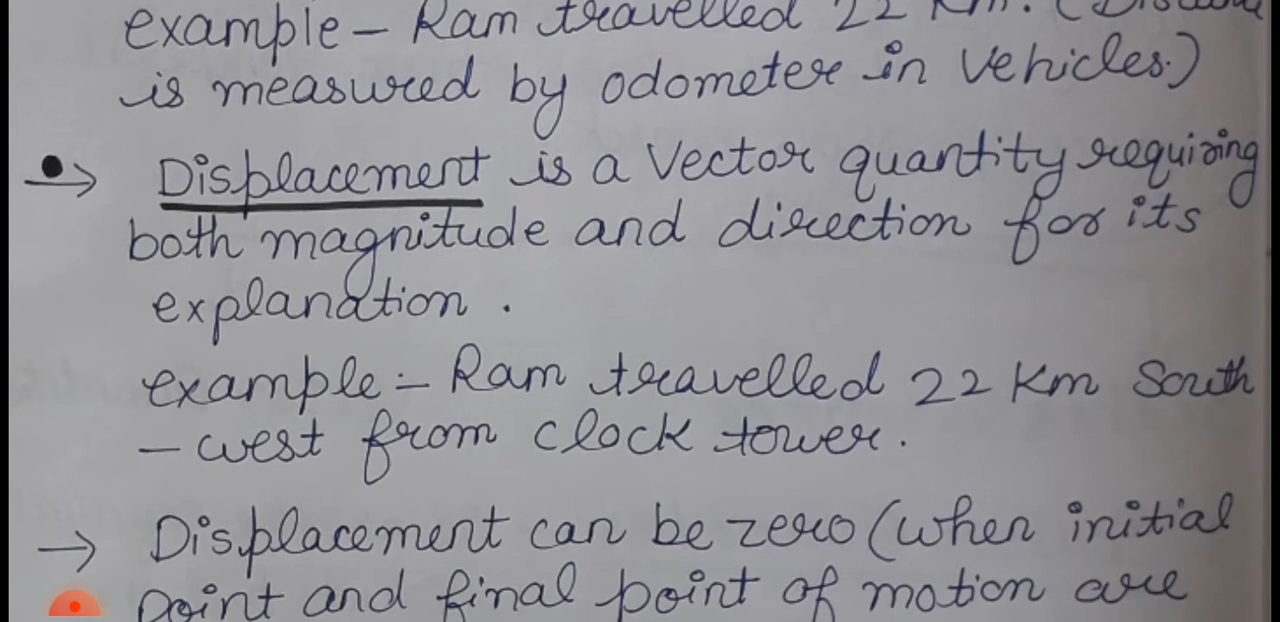 example - Ram travelled 22 Km. (Distance
is measured by odometer in vehicles.)
→ Displacement is a Vector quantity requiring
both magnitude and direction for its
explanation.
example :- Ram travelled 22 Km South
- west from clock tower.
→ Displacement can be zero (when initial
point and final point of motion are